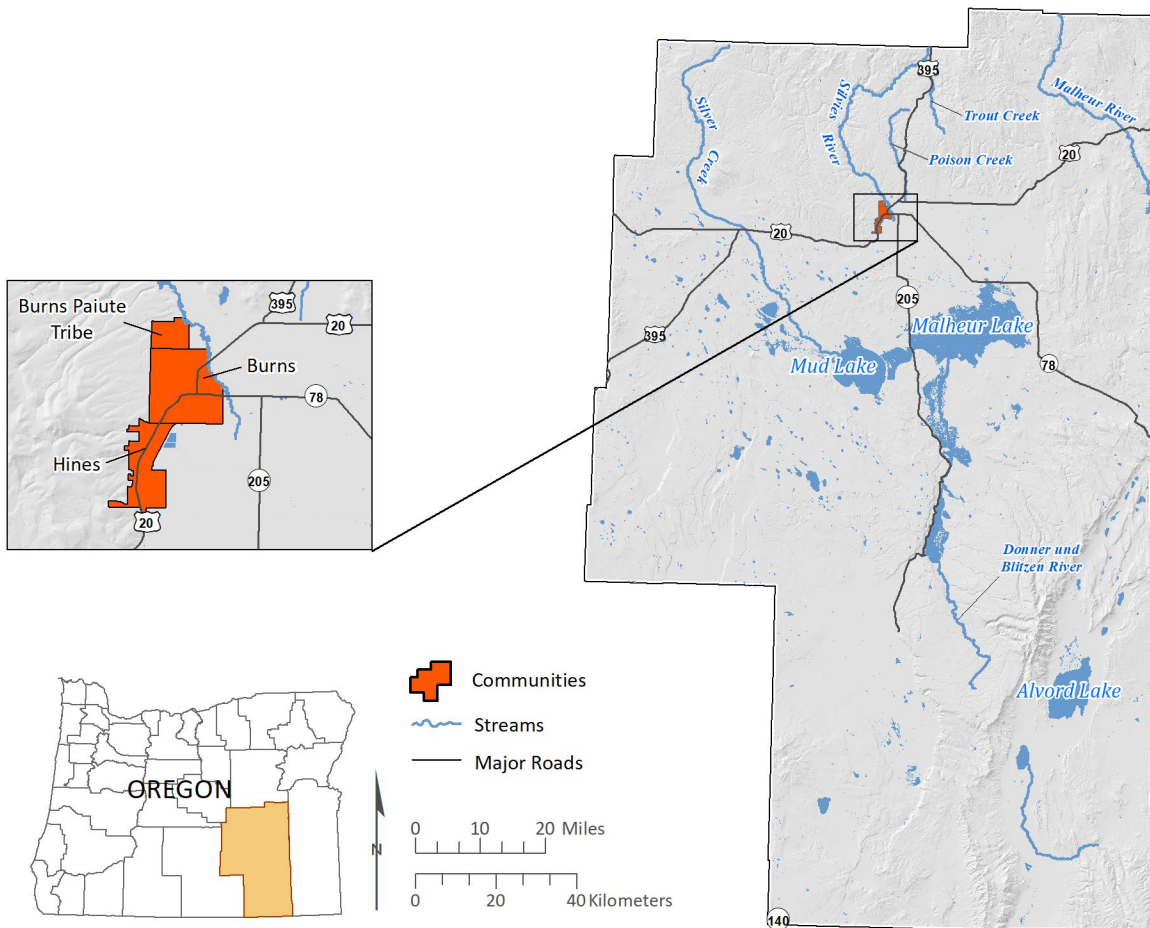 395
Silver
Creek
Silvies
River
Malheur River
Trout Creek
Poison Creek
20
20
205
Malheur Lake
395
Mud Lake
78
Donner und
Blitzen River
Alvord Lake
140
Burns Paiute
Tribe
395
20
Burns
78
Hines
205
20
OREGON
N
Communities
Streams
Major Roads
0 10 20 Miles
0 20 40 Kilometers